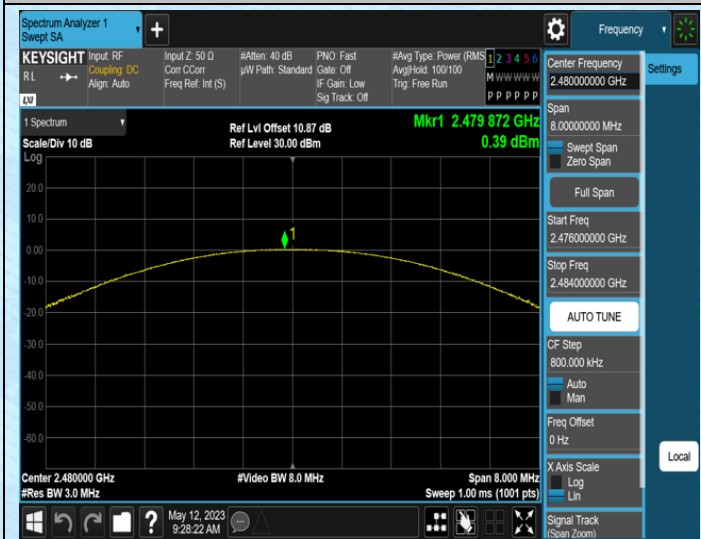 Spectrum Analyzer 1
Swept SA
+
Frequency
KEYSIGHT
RL
Input: RF
Coupling: DC
Align: Auto
Input Z: 50 Ω
Corr CCorr
Freq Ref: Int (S)
#Atten: 40 dB
µW Path: Standard
PNO: Fast
Gate: Off
IF Gain: Low
Sig Track: Off
#Avg Type: Power (RMS
Avg|Hold: 100/100
Trig: Free Run
1 2 3 4 5 6
M W W W W W
P P P P P P
LXI
1 Spectrum
Scale/Div 10 dB
Log
Ref Lvl Offset 10.87 dB
Ref Level 30.00 dBm
Mkr1 2.479 872 GHz
0.39 dBm
1
20.0
10.0
0.00
-10.0
-20.0
-30.0
-40.0
-50.0
-60.0
Center 2.480000 GHz
#Res BW 3.0 MHz
#Video BW 8.0 MHz
Span 8.000 MHz
Sweep 1.00 ms (1001 pts)
?
May 12, 2023
9:28:22 AM
Center Frequency
2.480000000 GHz
Settings
Span
8.00000000 MHz
Swept Span
Zero Span
Full Span
Start Freq
2.476000000 GHz
Stop Freq
2.484000000 GHz
AUTO TUNE
CF Step
800.000 kHz
Auto
Man
Freq Offset
0 Hz
X Axis Scale
Log
Lin
Local
Signal Track
(Span Zoom)